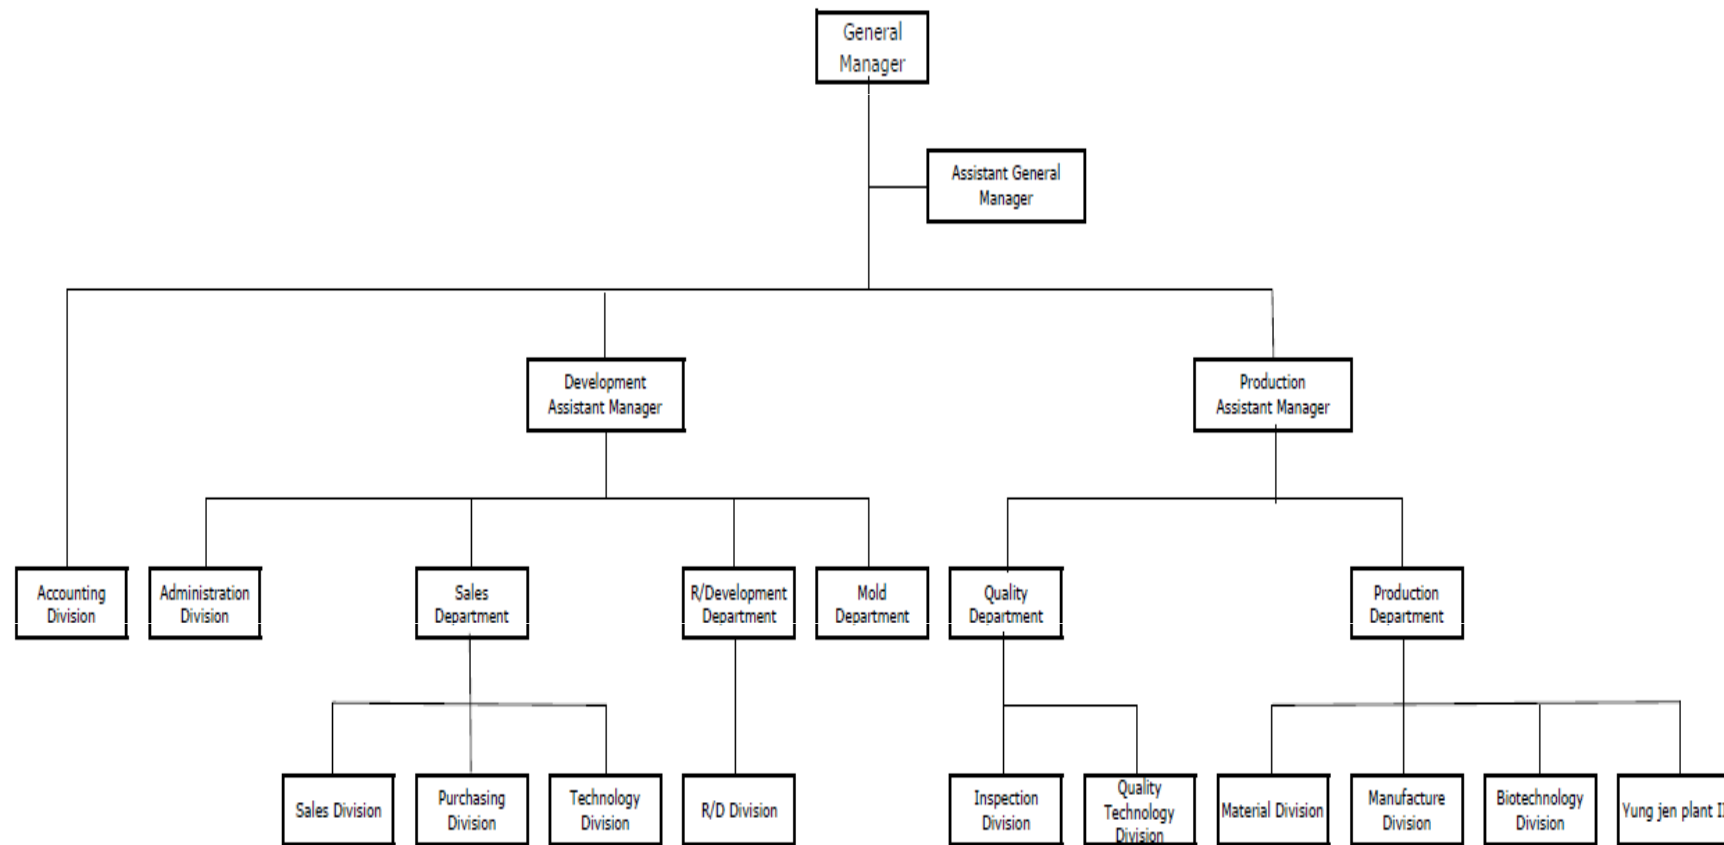 General
Manager
Assistant General
Manager
Development
Assistant Manager
Production
Assistant Manager
Accounting
Division
Administration
Division
Sales
Department
R/Development
Department
Mold
Department
Quality
Department
Production
Department
Sales Division
Purchasing
Division
Technology
Division
R/D Division
Inspection
Division
Quality
Technology
Division
Material Division
Manufacture
Division
Biotechnology
Division
Yung jen plant II